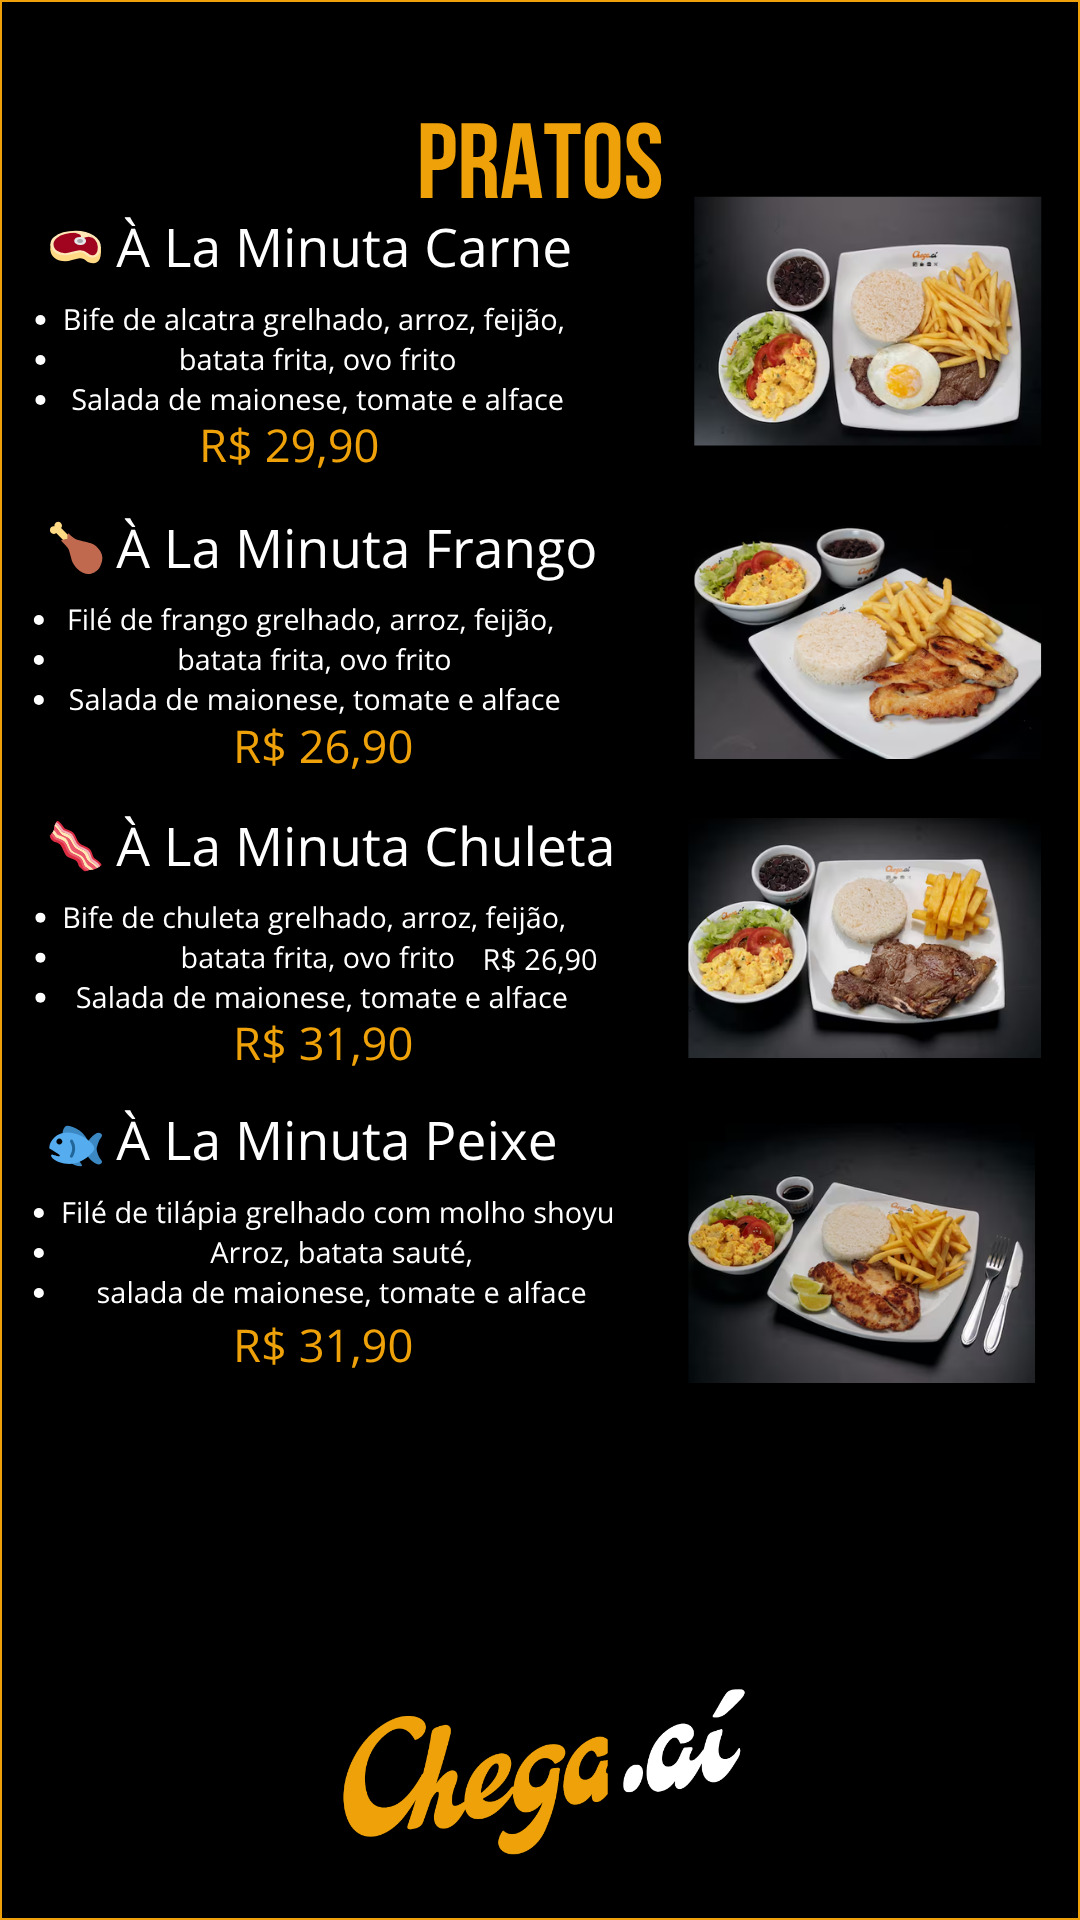 PRATOS
À La Minuta Carne
Bife de alcatra grelhado, arroz, feijão,
batata frita, ovo frito
Salada de maionese, tomate e alface
R$ 29,90
À La Minuta Frango
Filé de frango grelhado, arroz, feijão,
batata frita, ovo frito
Salada de maionese, tomate e alface
R$ 26,90
À La Minuta Chuleta
Bife de chuleta grelhado, arroz, feijão,
batata frita, ovo frito R$ 26,90
Salada de maionese, tomate e alface
R$ 31,90
À La Minuta Peixe
Filé de tilápia grelhado com molho shoyu
Arroz, batata sauté,
salada de maionese, tomate e alface
R$ 31,90
Chega.aí